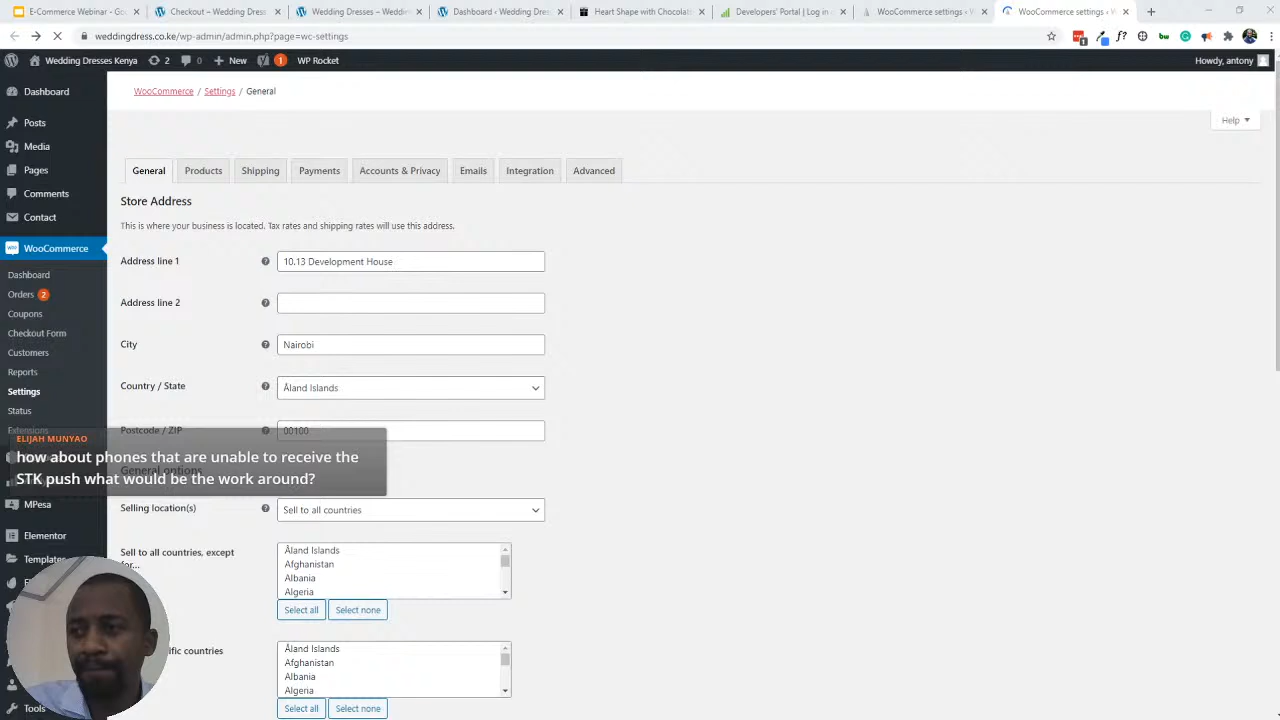 E-Commerce Webinar - Goo
Checkout – Wedding Dress
Wedding Dresses – Weddin
Dashboard ‹ Wedding Dress
Heart Shape with Chocolat
Developers' Portal | Log in
WooCommerce settings ‹ W
WooCommerce settings ‹ W
weddingdress.co.ke/wp-admin/admin.php?page=wc-settings
Wedding Dresses Kenya
2
0
New
1
WP Rocket
Howdy, antony
WooCommerce / Settings / General
Help
Dashboard
Posts
Media
Pages
Comments
Contact
WooCommerce
Dashboard
Orders 2
Coupons
Checkout Form
Customers
Reports
Settings
Status
Extensions
MPesa
Elementor
Templates
Tools
General
Products
Shipping
Payments
Accounts & Privacy
Emails
Integration
Advanced
Store Address
This is where your business is located. Tax rates and shipping rates will use this address.
Address line 1
10.13 Development House
Address line 2
City
Nairobi
Country / State
Åland Islands
Postcode / ZIP
00100
General options
ELIJAH MUNYAO
how about phones that are unable to receive the
STK push what would be the work around?
Selling location(s)
Sell to all countries
Sell to all countries, except
for...
Åland Islands
Afghanistan
Albania
Algeria
Select all
Select none
ific countries
Åland Islands
Afghanistan
Albania
Algeria
Select all
Select none